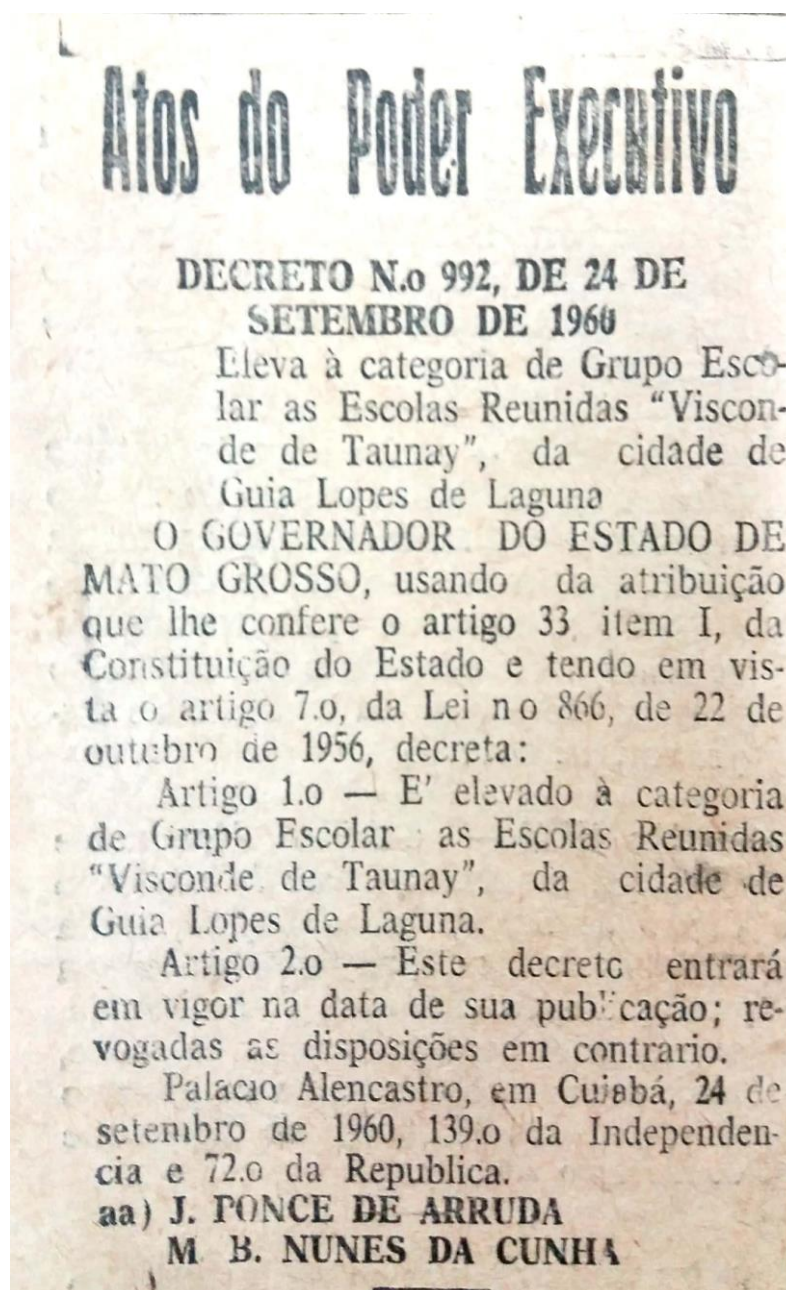 Atos do Poder Executivo
DECRETO N.o 992, DE 24 DE
SETEMBRO DE 1960
Eleva à categoria de Grupo Esco-
lar as Escolas Reunidas “Viscon-
de de Taunay”, da cidade de
Guia Lopes de Laguna
O GOVERNADOR DO ESTADO DE
MATO GROSSO, usando da atribuição
que lhe confere o artigo 33 item I, da
Constituição do Estado e tendo em vis-
ta o artigo 7.o, da Lei no 866, de 22 de
outubro de 1956, decreta:
Artigo 1.o — E' elevado à categoria
de Grupo Escolar as Escolas Reunidas
“Visconde de Taunay”, da cidade de
Guia Lopes de Laguna.
Artigo 2.o — Este decreto entrará
em vigor na data de sua publicação; re-
vogadas as disposições em contrario.
Palacio Alencastro, em Cuiabá, 24 de
setembro de 1960, 139.o da Independen-
cia e 72.o da Republica.
aa) J. PONCE DE ARRUDA
M B. NUNES DA CUNHA